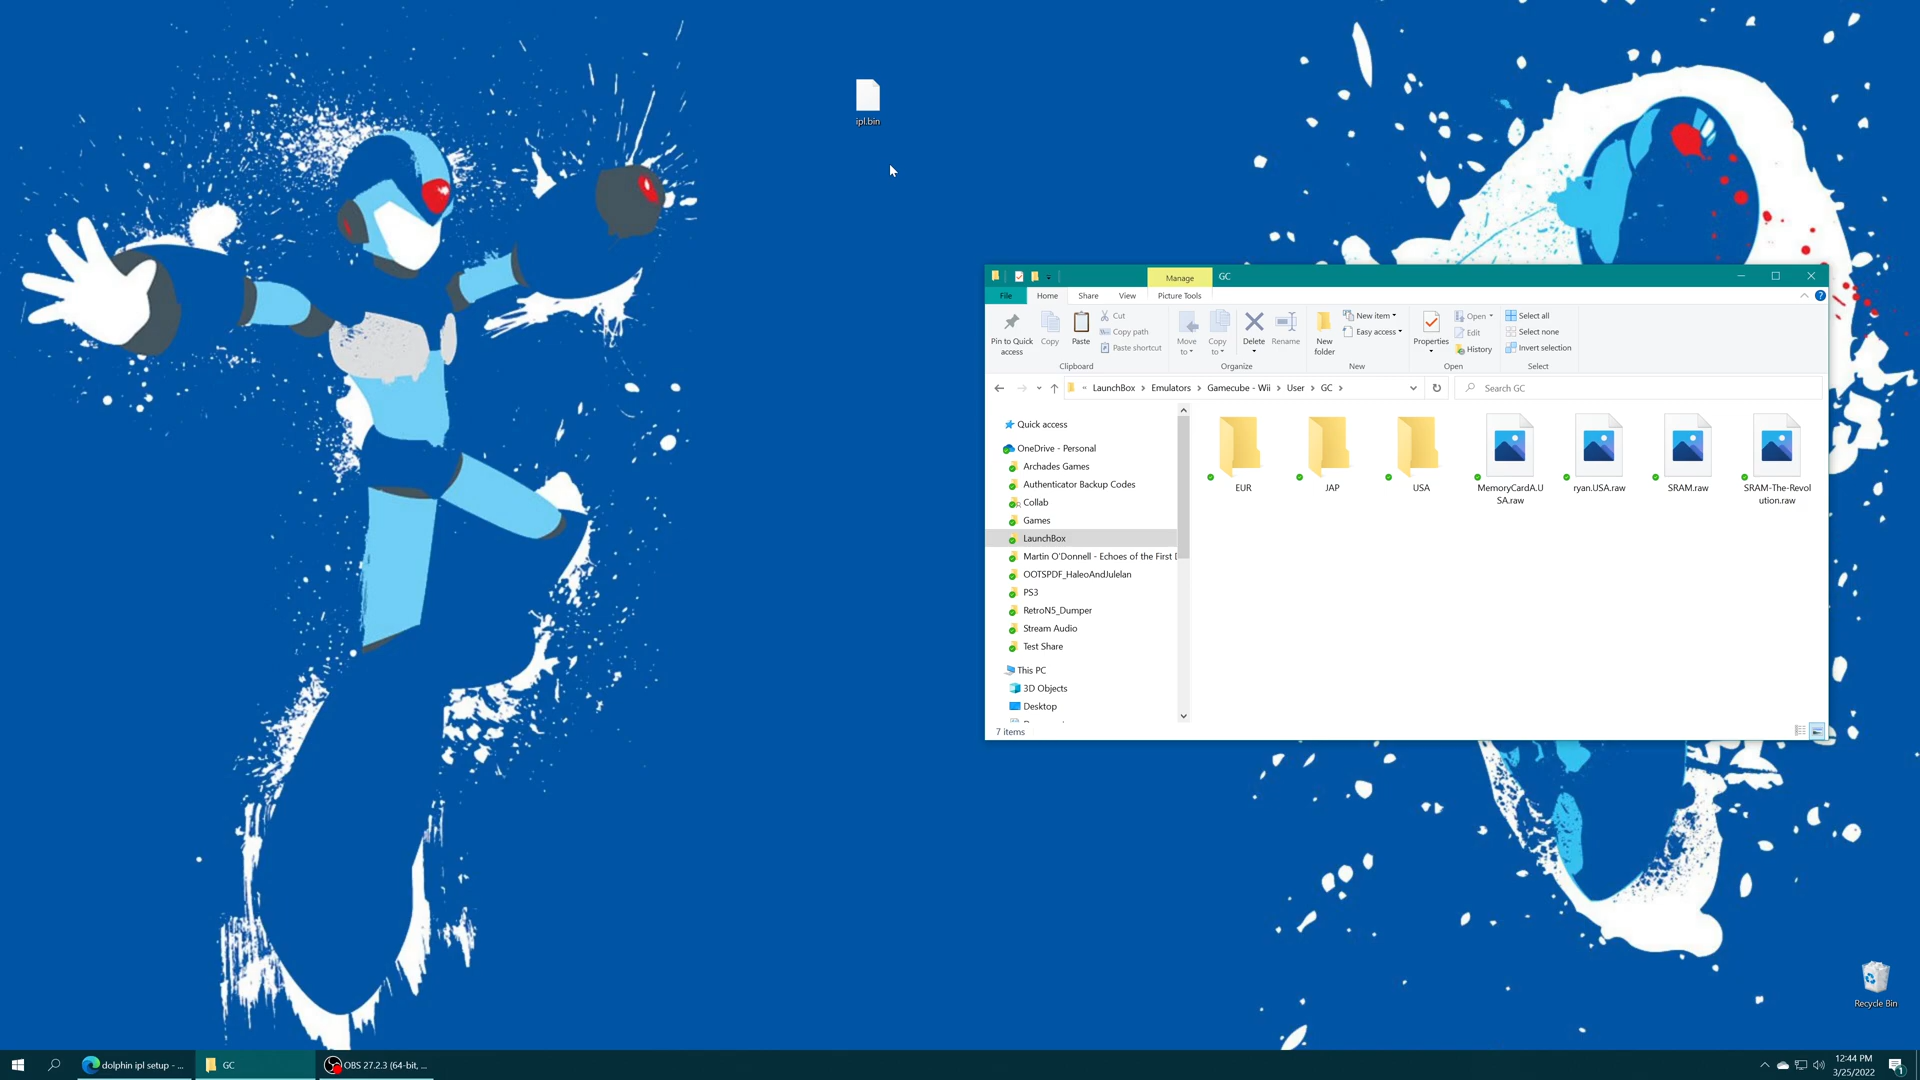 ipl.bin
Manage
GC
File
Home
Share
View
Picture Tools
Pin to Quick access
Copy
Paste
Cut
Copy path
Paste shortcut
Clipboard
Move to
Copy to
Delete
Rename
Organize
New folder
New item
Easy access
New
Properties
Open
Edit
History
Open
Select all
Select none
Invert selection
Select
« LaunchBox > Emulators > Gamecube - Wii > User > GC >
Search GC
Quick access
OneDrive - Personal
Archades Games
Authenticator Backup Codes
Collab
Games
LaunchBox
Martin O'Donnell - Echoes of the First
OOTSPDF_HaleoAndJulelan
PS3
RetroN5_Dumper
Stream Audio
Test Share
This PC
3D Objects
Desktop
EUR
JAP
USA
MemoryCardA.U
SA.raw
ryan.USA.raw
SRAM.raw
SRAM-The-Revol
ution.raw
7 items
Recycle Bin
dolphin ipl setup - ...
GC
OBS 27.2.3 (64-bit, ...
12:44 PM
3/25/2022
1